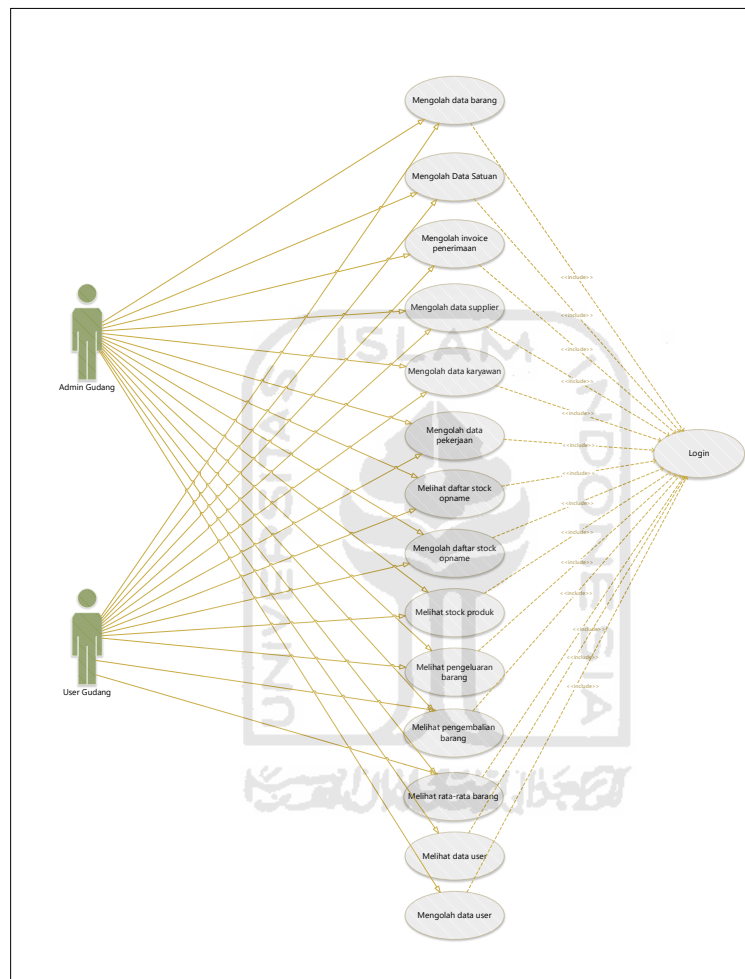 Mengolah data barang
Mengolah Data Satuan
Mengolah invoice
penerimaan
<<include>>
Admin Gudang
Mengolah data supplier
<<include>>
ISLAM
<<include>>
Mengolah data karyawan
<<include>>
<<include>>
Mengolah data
pekerjaan
<<include>>
Login
Melihat daftar stock
opname
<<include>>
<<include>>
UNIVERSITAS
INDONESIA
Mengolah daftar stock
opname
<<include>>
<<include>>
Melihat stock produk
<<include>>
User Gudang
<<include>>
Melihat pengeluaran
barang
<<include>>
<<include>>
Melihat pengembalian
barang
Melihat rata-rata barang
Melihat data user
Mengolah data user